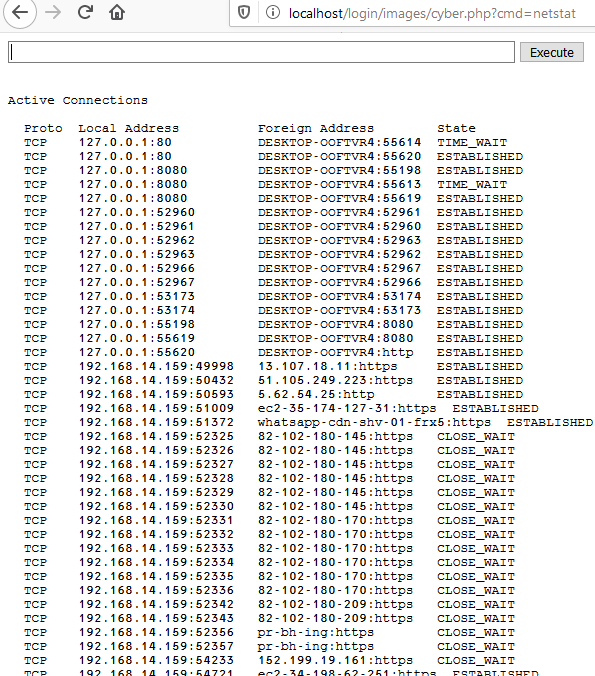 localhost/login/images/cyber.php?cmd=netstat
Execute
Active Connections
Proto Local Address Foreign Address State
TCP 127.0.0.1:80 DESKTOP-OOFTVR4:55614 TIME_WAIT
TCP 127.0.0.1:80 DESKTOP-OOFTVR4:55620 ESTABLISHED
TCP 127.0.0.1:8080 DESKTOP-OOFTVR4:55198 ESTABLISHED
TCP 127.0.0.1:8080 DESKTOP-OOFTVR4:55613 TIME_WAIT
TCP 127.0.0.1:8080 DESKTOP-OOFTVR4:55619 ESTABLISHED
TCP 127.0.0.1:52960 DESKTOP-OOFTVR4:52961 ESTABLISHED
TCP 127.0.0.1:52961 DESKTOP-OOFTVR4:52960 ESTABLISHED
TCP 127.0.0.1:52962 DESKTOP-OOFTVR4:52963 ESTABLISHED
TCP 127.0.0.1:52963 DESKTOP-OOFTVR4:52962 ESTABLISHED
TCP 127.0.0.1:52966 DESKTOP-OOFTVR4:52967 ESTABLISHED
TCP 127.0.0.1:52967 DESKTOP-OOFTVR4:52966 ESTABLISHED
TCP 127.0.0.1:53173 DESKTOP-OOFTVR4:53174 ESTABLISHED
TCP 127.0.0.1:53174 DESKTOP-OOFTVR4:53173 ESTABLISHED
TCP 127.0.0.1:55198 DESKTOP-OOFTVR4:8080 ESTABLISHED
TCP 127.0.0.1:55619 DESKTOP-OOFTVR4:8080 ESTABLISHED
TCP 127.0.0.1:55620 DESKTOP-OOFTVR4:http ESTABLISHED
TCP 192.168.14.159:49998 13.107.18.11:https ESTABLISHED
TCP 192.168.14.159:50432 51.105.249.223:https ESTABLISHED
TCP 192.168.14.159:50593 5.62.54.25:http ESTABLISHED
TCP 192.168.14.159:51009 ec2-35-174-127-31:https ESTABLISHED
TCP 192.168.14.159:51372 whatsapp-cdn-shv-01-frx5:https ESTABLISHED
TCP 192.168.14.159:52325 82-102-180-145:https CLOSE_WAIT
TCP 192.168.14.159:52326 82-102-180-145:https CLOSE_WAIT
TCP 192.168.14.159:52327 82-102-180-145:https CLOSE_WAIT
TCP 192.168.14.159:52328 82-102-180-145:https CLOSE_WAIT
TCP 192.168.14.159:52329 82-102-180-145:https CLOSE_WAIT
TCP 192.168.14.159:52330 82-102-180-145:https CLOSE_WAIT
TCP 192.168.14.159:52331 82-102-180-170:https CLOSE_WAIT
TCP 192.168.14.159:52332 82-102-180-170:https CLOSE_WAIT
TCP 192.168.14.159:52333 82-102-180-170:https CLOSE_WAIT
TCP 192.168.14.159:52334 82-102-180-170:https CLOSE_WAIT
TCP 192.168.14.159:52335 82-102-180-170:https CLOSE_WAIT
TCP 192.168.14.159:52336 82-102-180-170:https CLOSE_WAIT
TCP 192.168.14.159:52342 82-102-180-209:https CLOSE_WAIT
TCP 192.168.14.159:52343 82-102-180-209:https CLOSE_WAIT
TCP 192.168.14.159:52356 pr-bh-ing:https CLOSE_WAIT
TCP 192.168.14.159:52357 pr-bh-ing:https CLOSE_WAIT
TCP 192.168.14.159:54233 152.199.19.161:https CLOSE_WAIT
TCP 192.168.14.159:54721 ec2-34-198-62-251:https ESTABLISHED